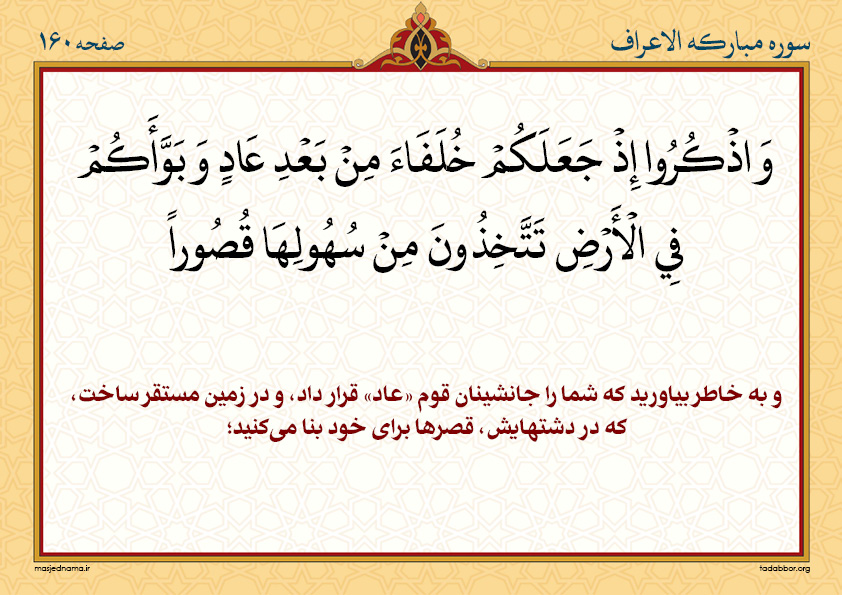 سوره مبارکه الاعراف
صفحه ۱۶۰
وَ اذْكُرُوا إِذْ جَعَلَكُمْ خُلَفَاءَ مِنْ بَعْدِ عَادٍ وَ بَوَّأَكُمْ
فِي الْأَرْضِ تَتَّخِذُونَ مِنْ سُهُولِهَا قُصُوراً
و به خاطر بیاورید که شما را جانشینان قوم «عاد» قرار داد، و در زمین مستقر ساخت،
که در دشتهایش، قصرها برای خود بنا می‌کنید؛
masjednama.ir
tadabbor.org